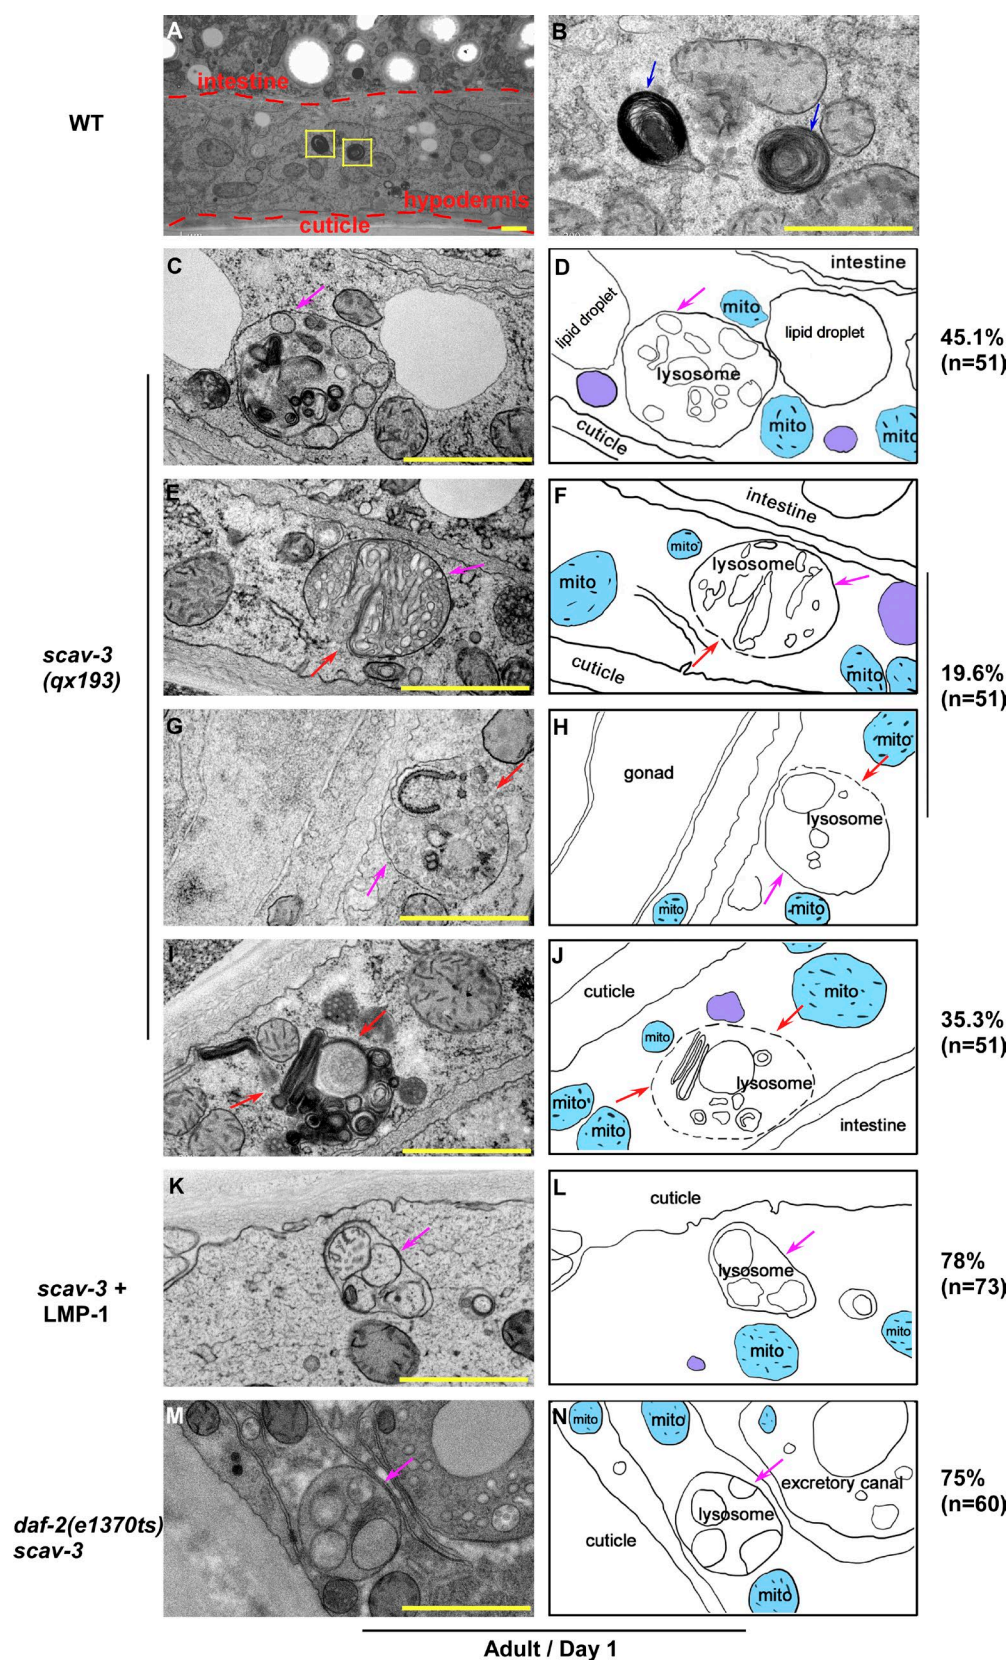 A
intestine
hypodermis
cuticle
B
WT
C
D
intestine
lipid droplet
mito
lipid droplet
lysosome
mito
mito
cuticle
45.1%
(n=51)
E
F
intestine
mito
mito
lysosome
cuticle
mito
scav-3
(qx193)
19.6%
(n=51)
G
H
mito
gonad
lysosome
mito
mito
I
J
cuticle
mito
mito
lysosome
mito
mito
intestine
35.3%
(n=51)
K
L
cuticle
lysosome
mito
mito
scav-3 +
LMP-1
78%
(n=73)
M
N
mito
mito
excretory canal
lysosome
cuticle
mito
daf-2(e1370ts)
scav-3
75%
(n=60)
Adult / Day 1